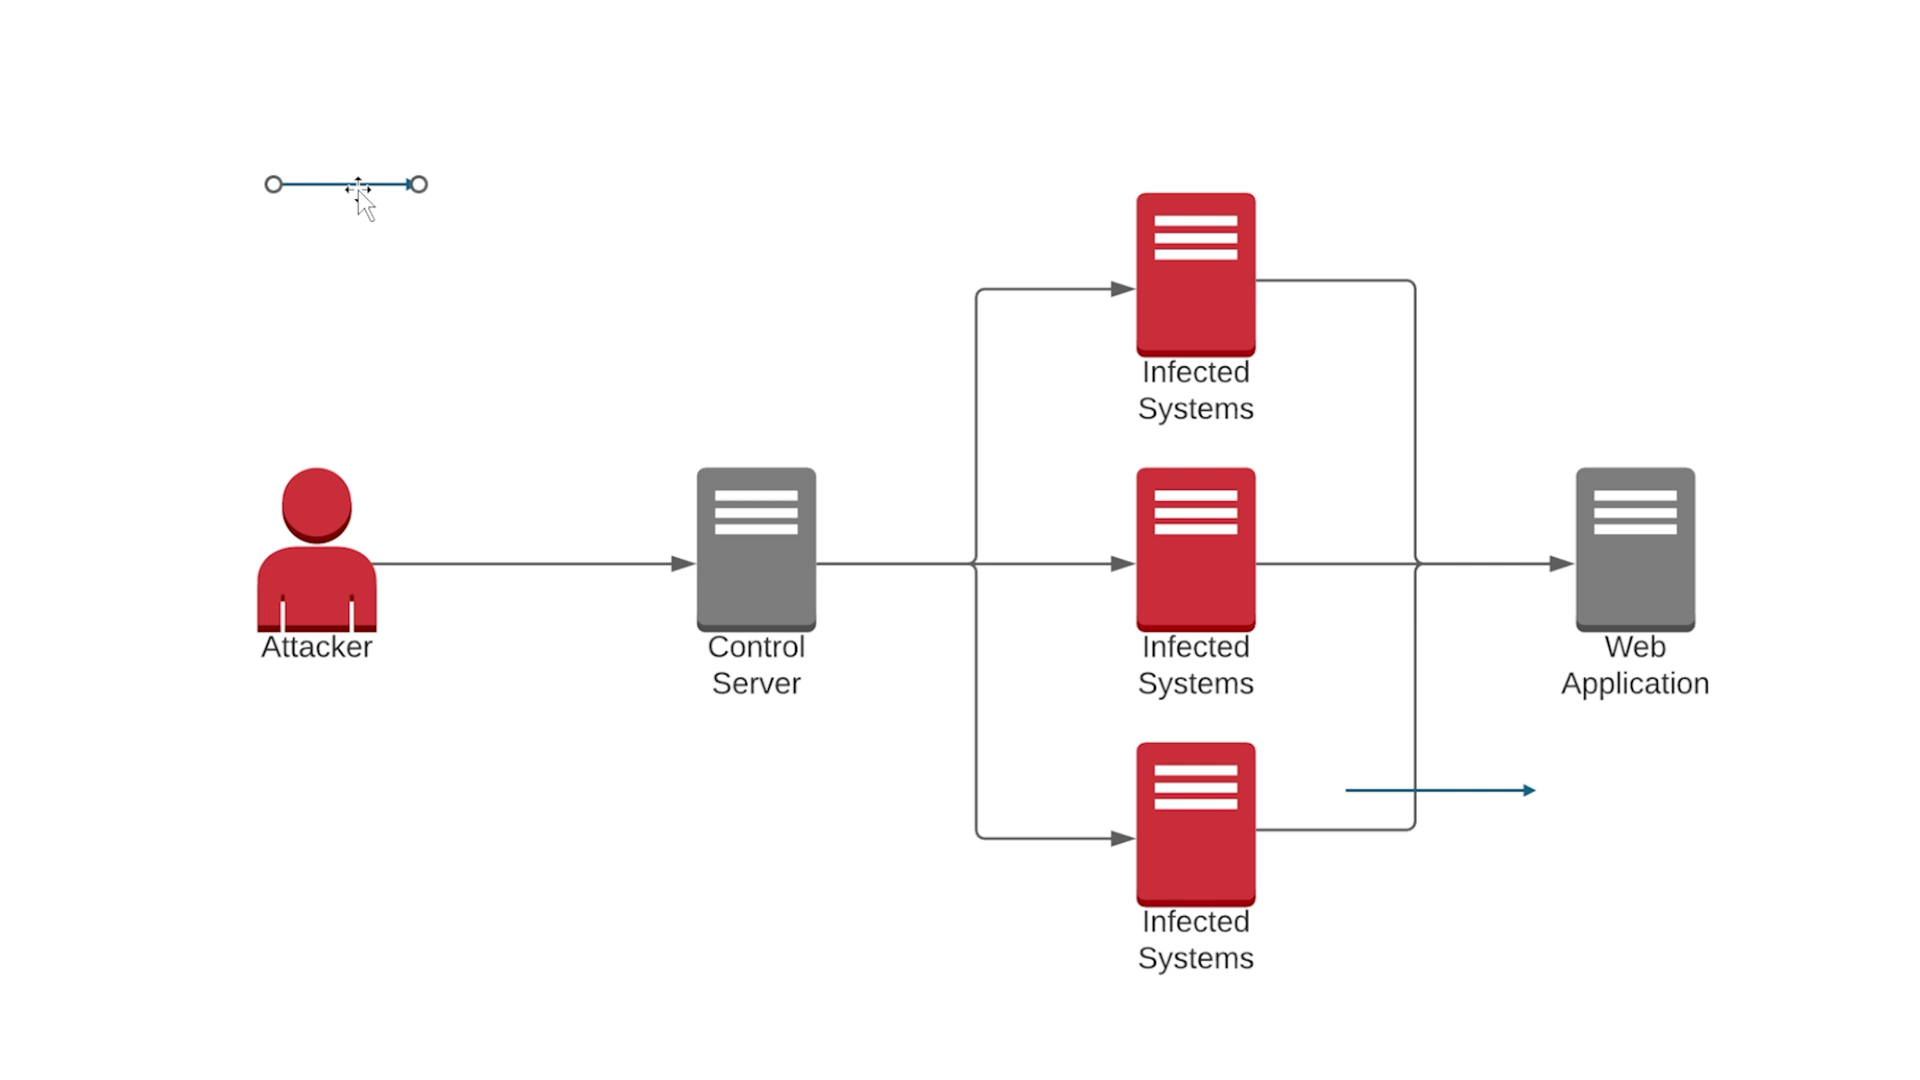 Infected
Systems
Attacker
Control
Server
Infected
Systems
Web
Application
Infected
Systems